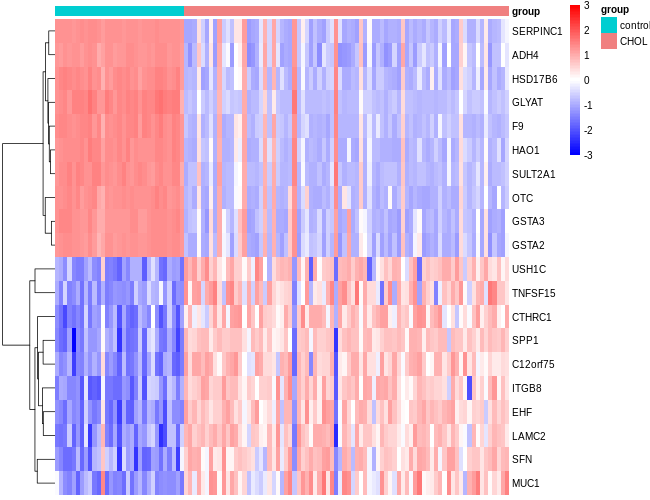 group
SERPINC1
ADH4
HSD17B6
GLYAT
F9
HAO1
SULT2A1
OTC
GSTA3
GSTA2
USH1C
TNFSF15
CTHRC1
SPP1
C12orf75
ITGB8
EHF
LAMC2
SFN
MUC1
3
2
1
0
-1
-2
-3
group
control
CHOL